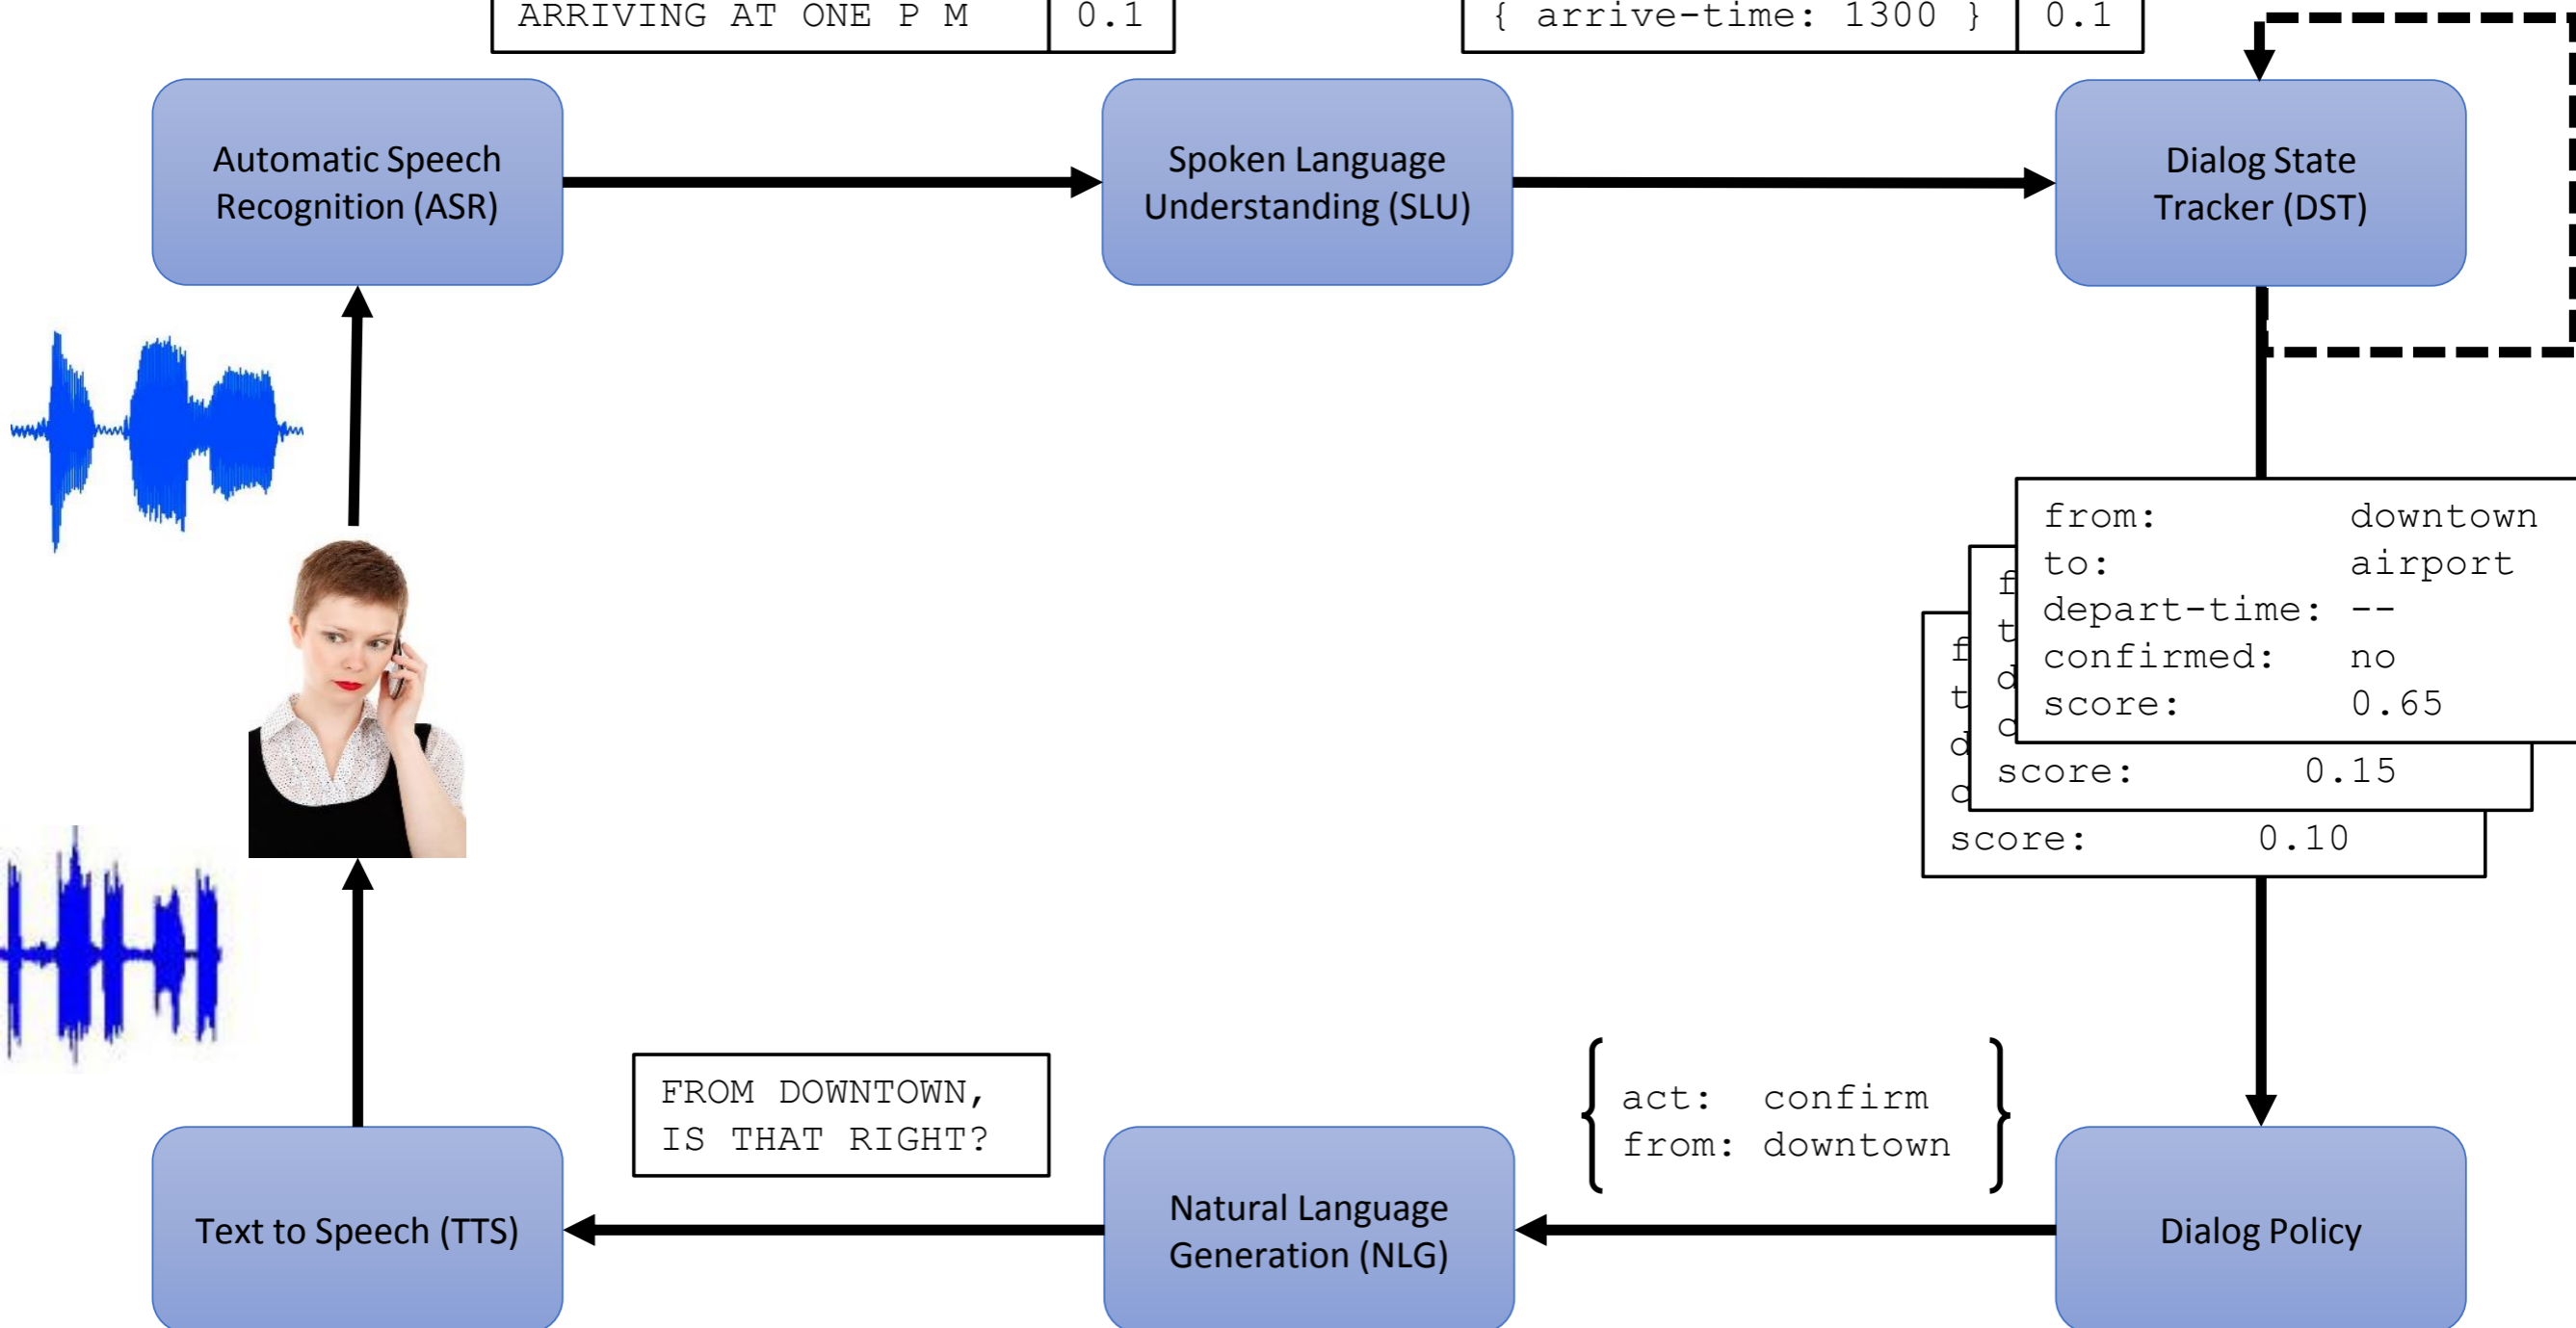 ARRIVING AT ONE P M 0.1
{ arrive-time: 1300 } 0.1
Automatic Speech
Recognition (ASR)
Spoken Language
Understanding (SLU)
Dialog State
Tracker (DST)
from: downtown
to: airport
depart-time: --
confirmed: no
score: 0.65
f
t
d
c
score: 0.15
f
t
d
c
score: 0.10
act: confirm
from: downtown
FROM DOWNTOWN,
IS THAT RIGHT?
Text to Speech (TTS)
Natural Language
Generation (NLG)
Dialog Policy